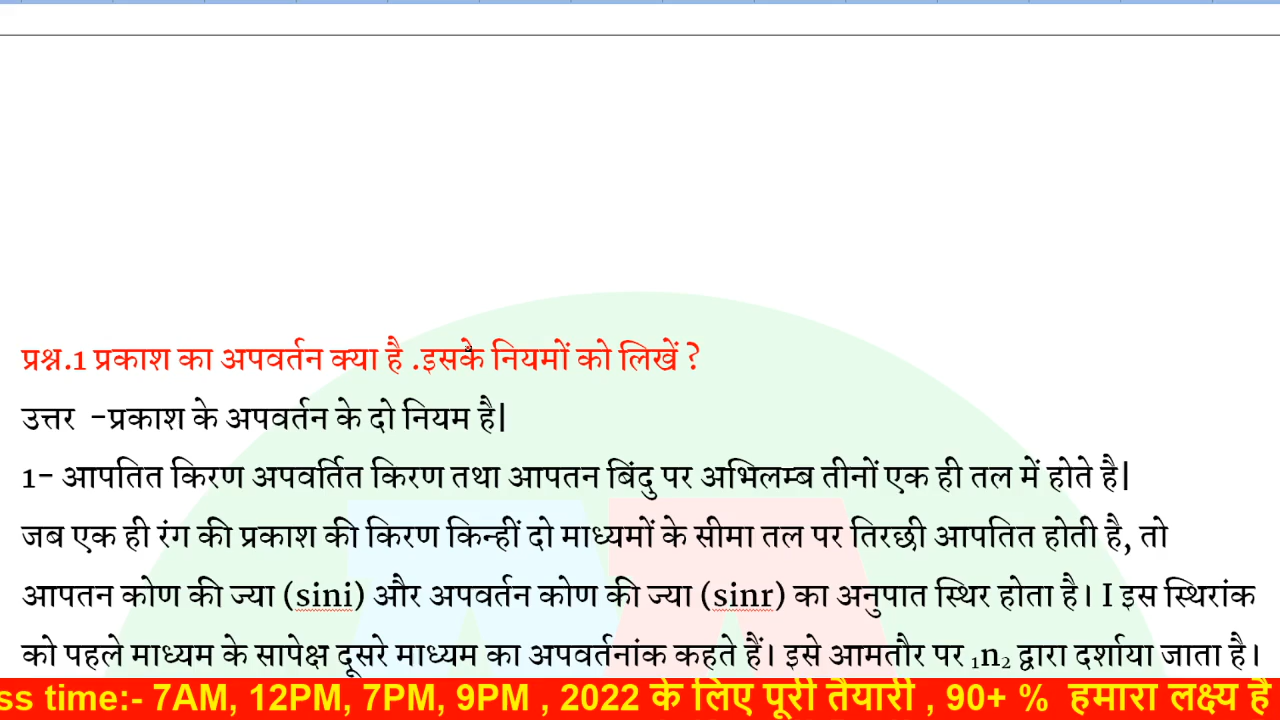 प्रश्न.1 प्रकाश का अपवर्तन क्या है .इसके नियमों को लिखें ?
उत्तर -प्रकाश के अपवर्तन के दो नियम है|
1- आपतित किरण अपवर्तित किरण तथा आपतन बिंदु पर अभिलम्ब तीनों एक ही तल में होते है|
जब एक ही रंग की प्रकाश की किरण किन्हीं दो माध्यमों के सीमा तल पर तिरछी आपतित होती है, तो
आपतन कोण की ज्या (sini) और अपवर्तन कोण की ज्या (sinr) का अनुपात स्थिर होता है। I इस स्थिरांक
को पहले माध्यम के सापेक्ष दूसरे माध्यम का अपवर्तनांक कहते हैं। इसे आमतौर पर ₁n₂ द्वारा दर्शाया जाता है।
ss time:- 7AM, 12PM, 7PM, 9PM , 2022 के लिए पूरी तैयारी , 90+ % हमारा लक्ष्य है